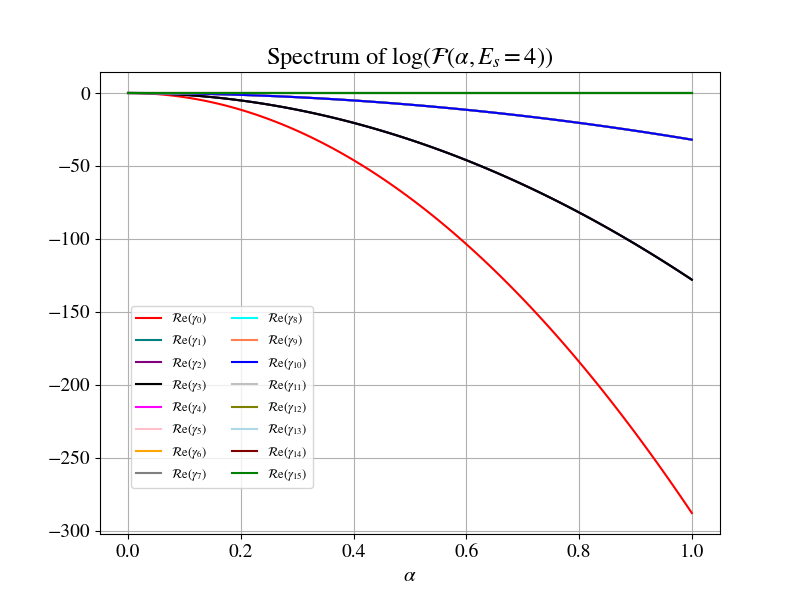 Spectrum of log(𝓕(α, E_s = 4))
0
−50
−100
−150
−200
−250
−300
0.0 0.2 0.4 0.6 0.8 1.0
α
𝓡e(γ₀) 𝓡e(γ₈)
𝓡e(γ₁) 𝓡e(γ₉)
𝓡e(γ₂) 𝓡e(γ₁₀)
𝓡e(γ₃) 𝓡e(γ₁₁)
𝓡e(γ₄) 𝓡e(γ₁₂)
𝓡e(γ₅) 𝓡e(γ₁₃)
𝓡e(γ₆) 𝓡e(γ₁₄)
𝓡e(γ₇) 𝓡e(γ₁₅)